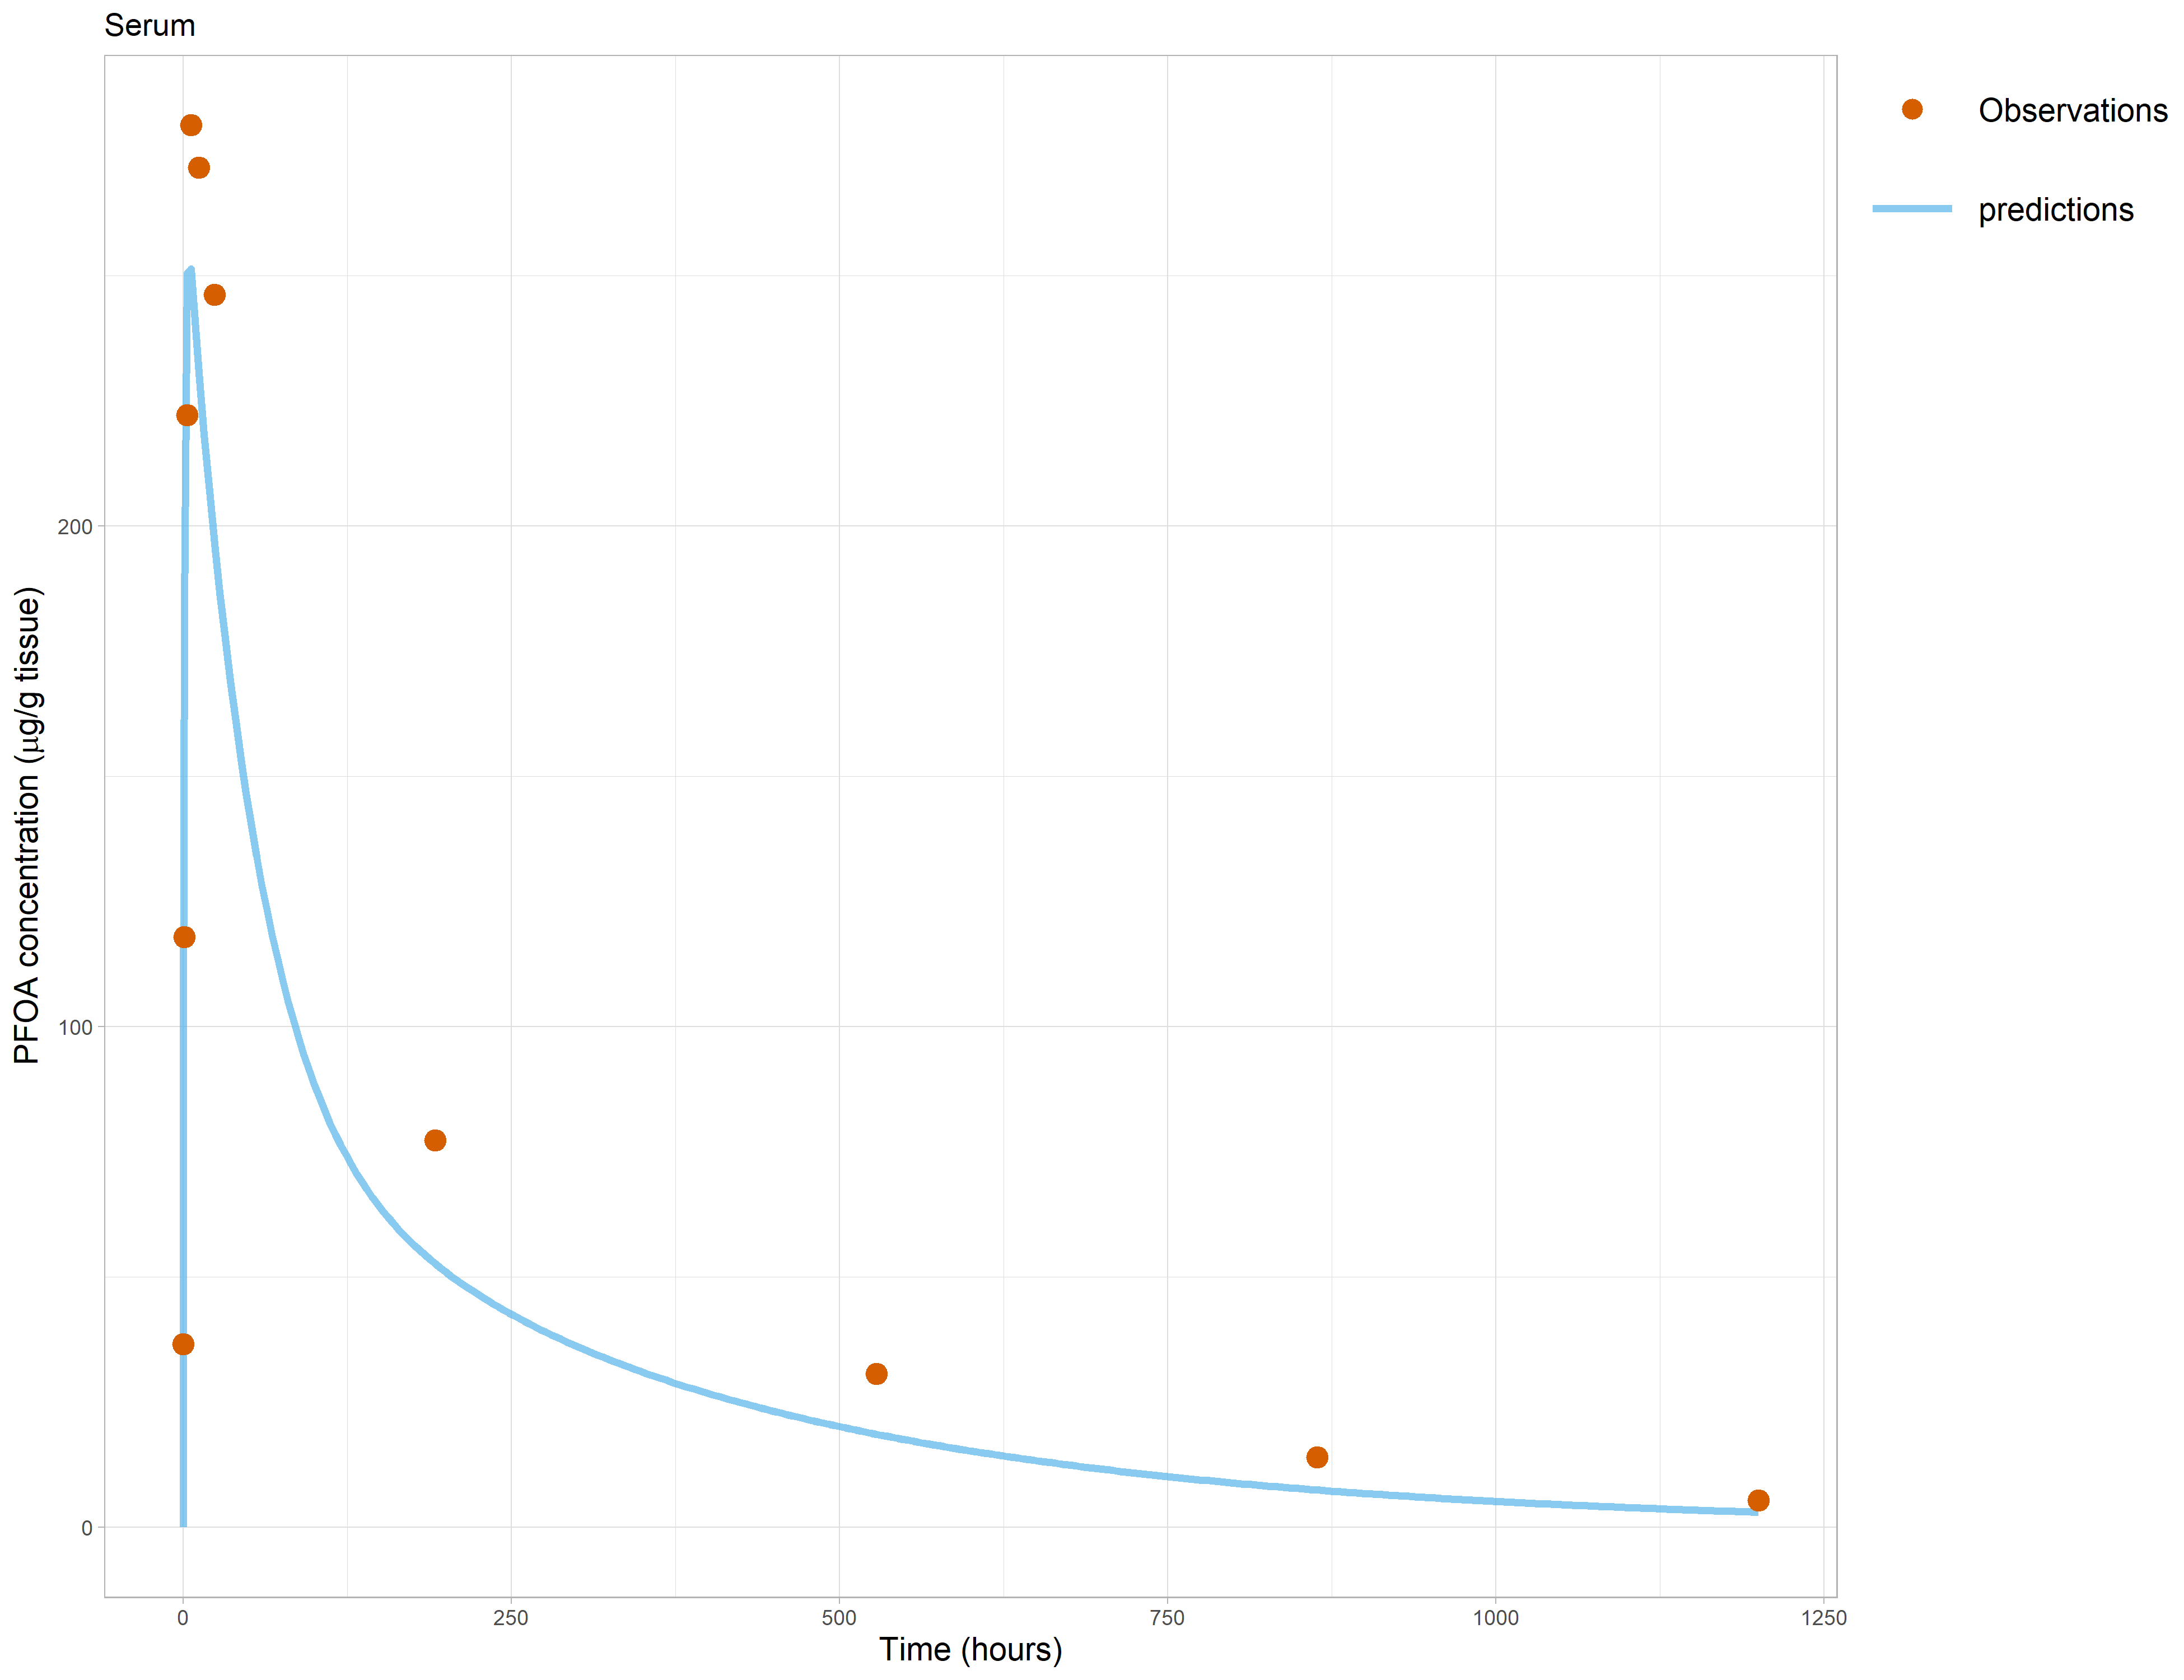 Serum
Observations
predictions
PFOA concentration (μg/g tissue)
200
100
0
0 250 500 750 1000 1250
Time (hours)